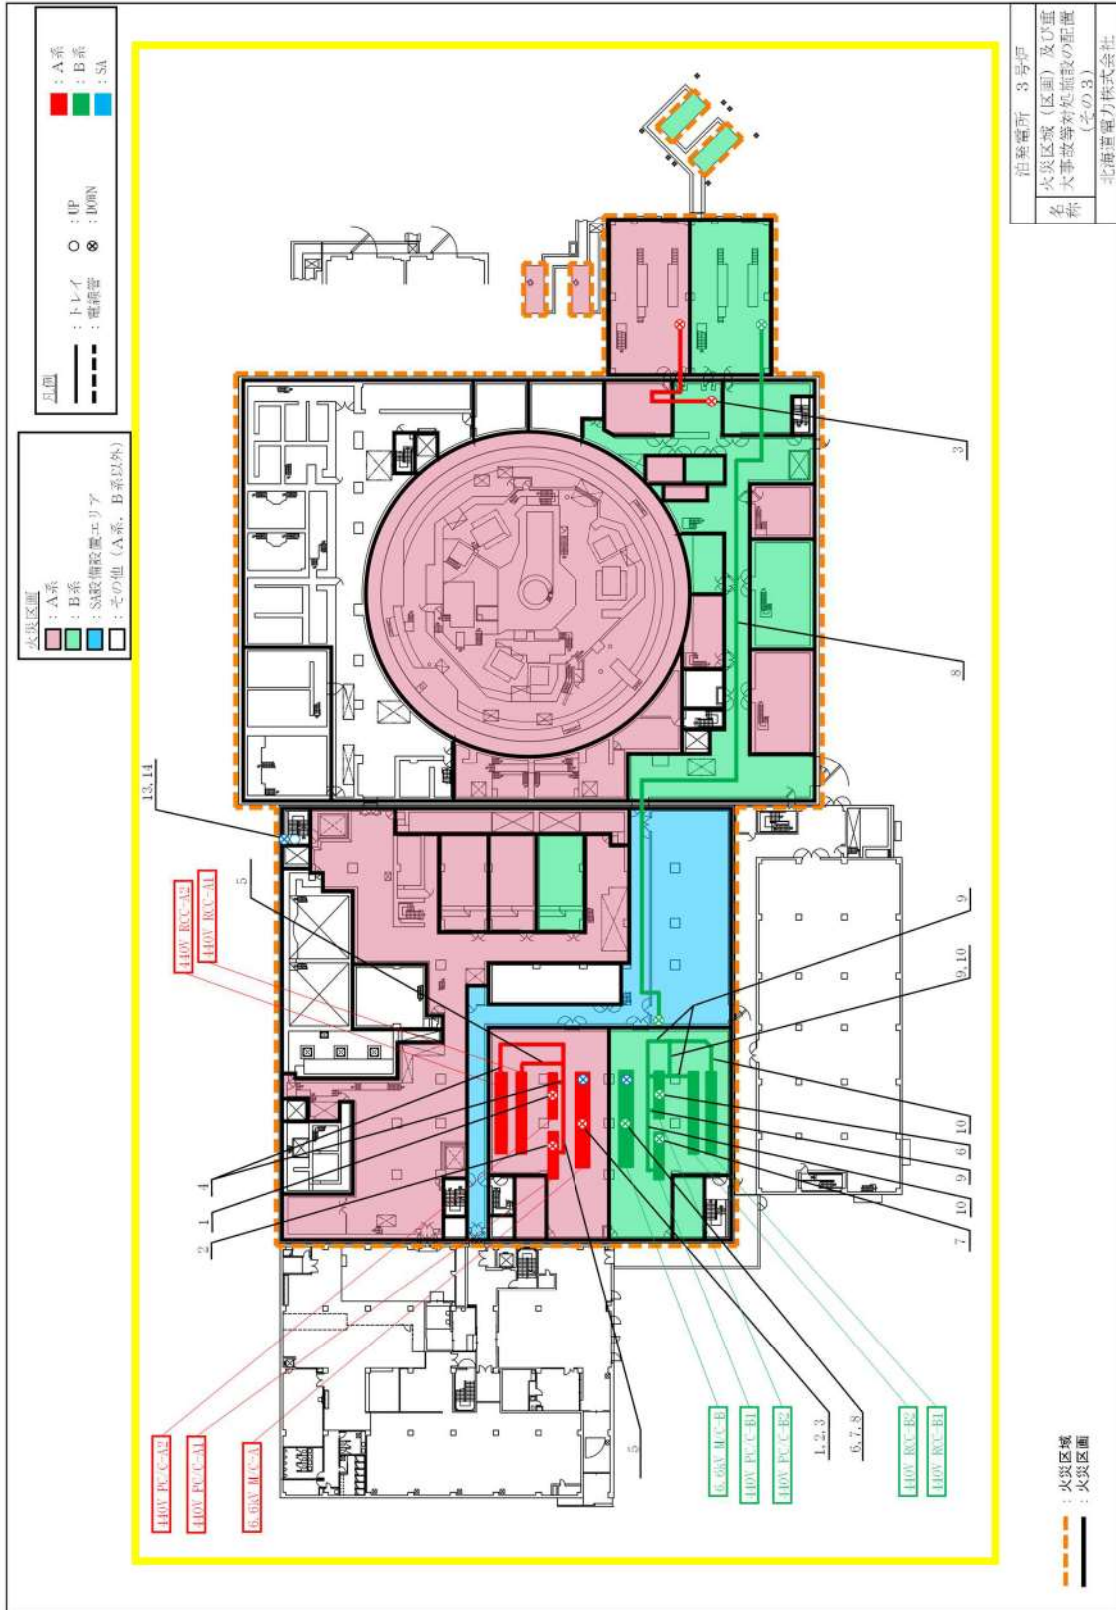 泊発電所 3号炉
名称
火災区域（区画）及び重
大事故等対処施設の配置
（その3）
北海道電力株式会社
凡例
：トレイ
：電線管
○：UP
⊗：DOWN
：A系
：B系
：SA
火災区画
：A系
：B系
：SA設備設置エリア
：その他（A系，B系以外）
13,14
5
440V RCC-A2
440V RCC-A1
4
1
2
440V PC/C-A2
440V PC/C-A1
6.6kV M/C-A
5
3
8
9
9,10
10
6
9
10
7
1,2,3
6,7,8
6.6kV M/C-B
440V PC/C-B1
440V PC/C-B2
440V RCC-B2
440V RCC-B1
：火災区域
：火災区画